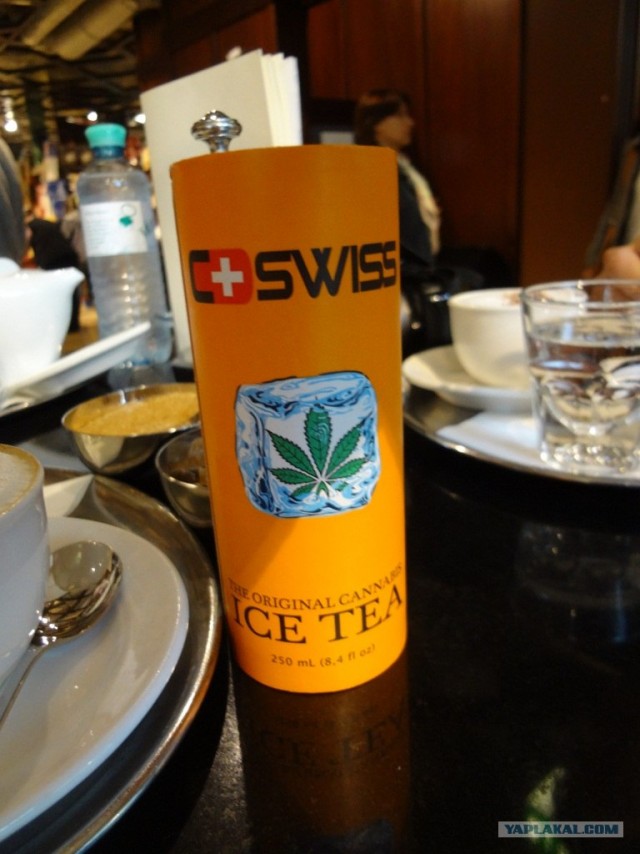 C+SWISS
THE ORIGINAL CANNABIS
ICE TEA
250 mL (8,4 fl oz)
YAPLAKAL.COM